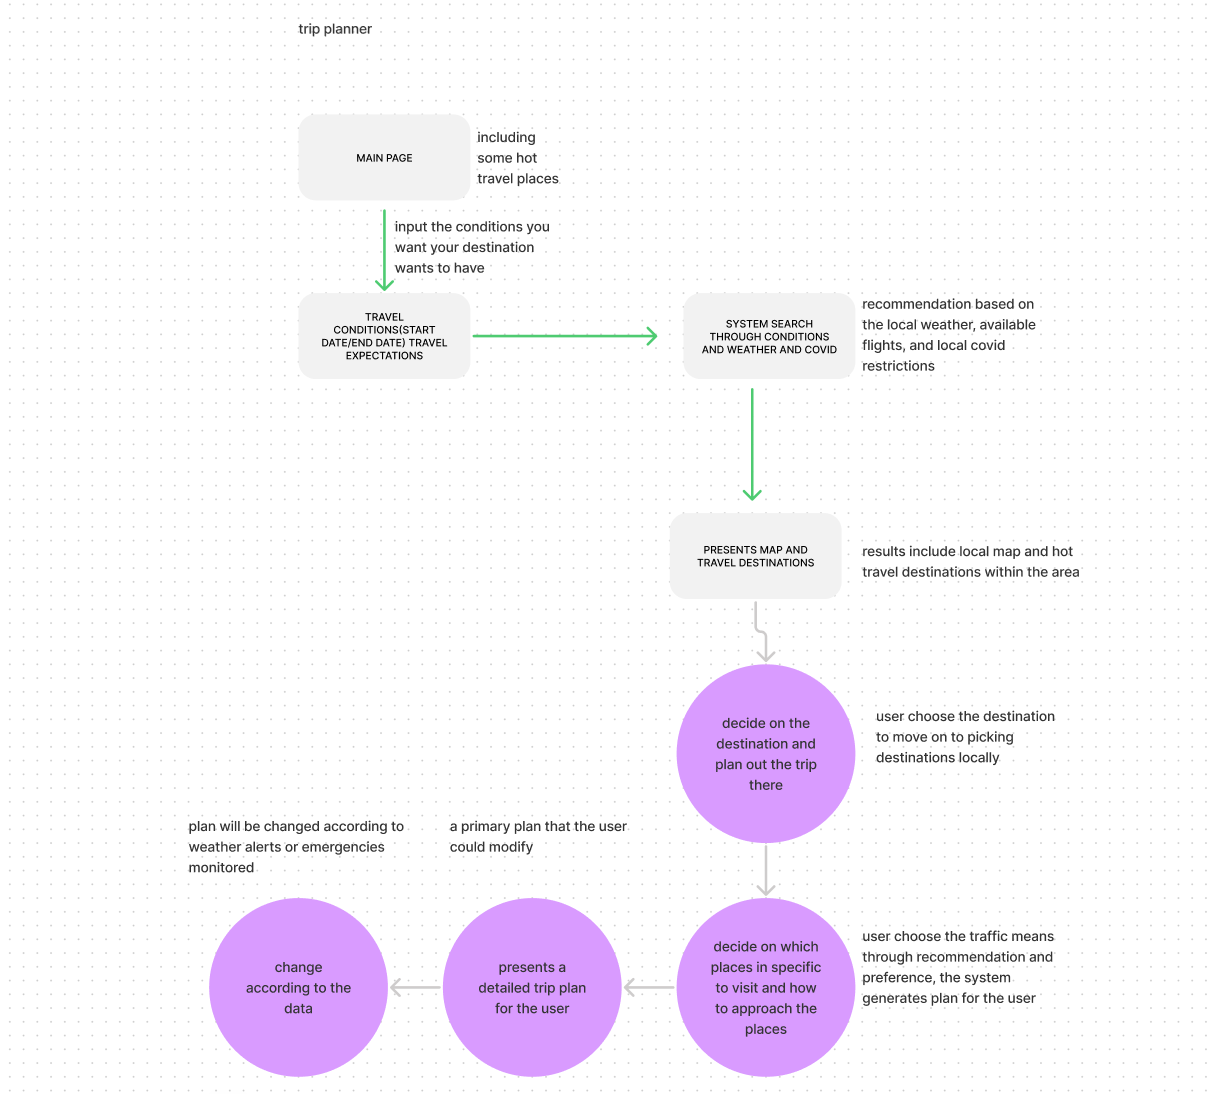 trip planner
MAIN PAGE
including
some hot
travel places
input the conditions you
want your destination
wants to have
TRAVEL
CONDITIONS(START
DATE/END DATE) TRAVEL
EXPECTATIONS
SYSTEM SEARCH
THROUGH CONDITIONS
AND WEATHER AND COVID
recommendation based on
the local weather, available
flights, and local covid
restrictions
PRESENTS MAP AND
TRAVEL DESTINATIONS
results include local map and hot
travel destinations within the area
decide on the
destination and
plan out the trip
there
user choose the destination
to move on to picking
destinations locally
decide on which
places in specific
to visit and how
to approach the
places
user choose the traffic means
through recommendation and
preference, the system
generates plan for the user
a primary plan that the user
could modify
presents a
detailed trip plan
for the user
plan will be changed according to
weather alerts or emergencies
monitored
change
according to the
data